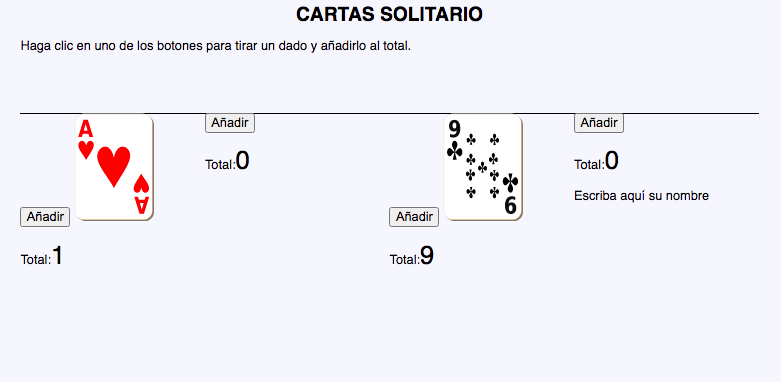 CARTAS SOLITARIO
Haga clic en uno de los botones para tirar un dado y añadirlo al total.
A
A
Añadir
Total:1
Añadir
Total:0
9
9
Añadir
Total:9
Añadir
Total:0
Escriba aquí su nombre